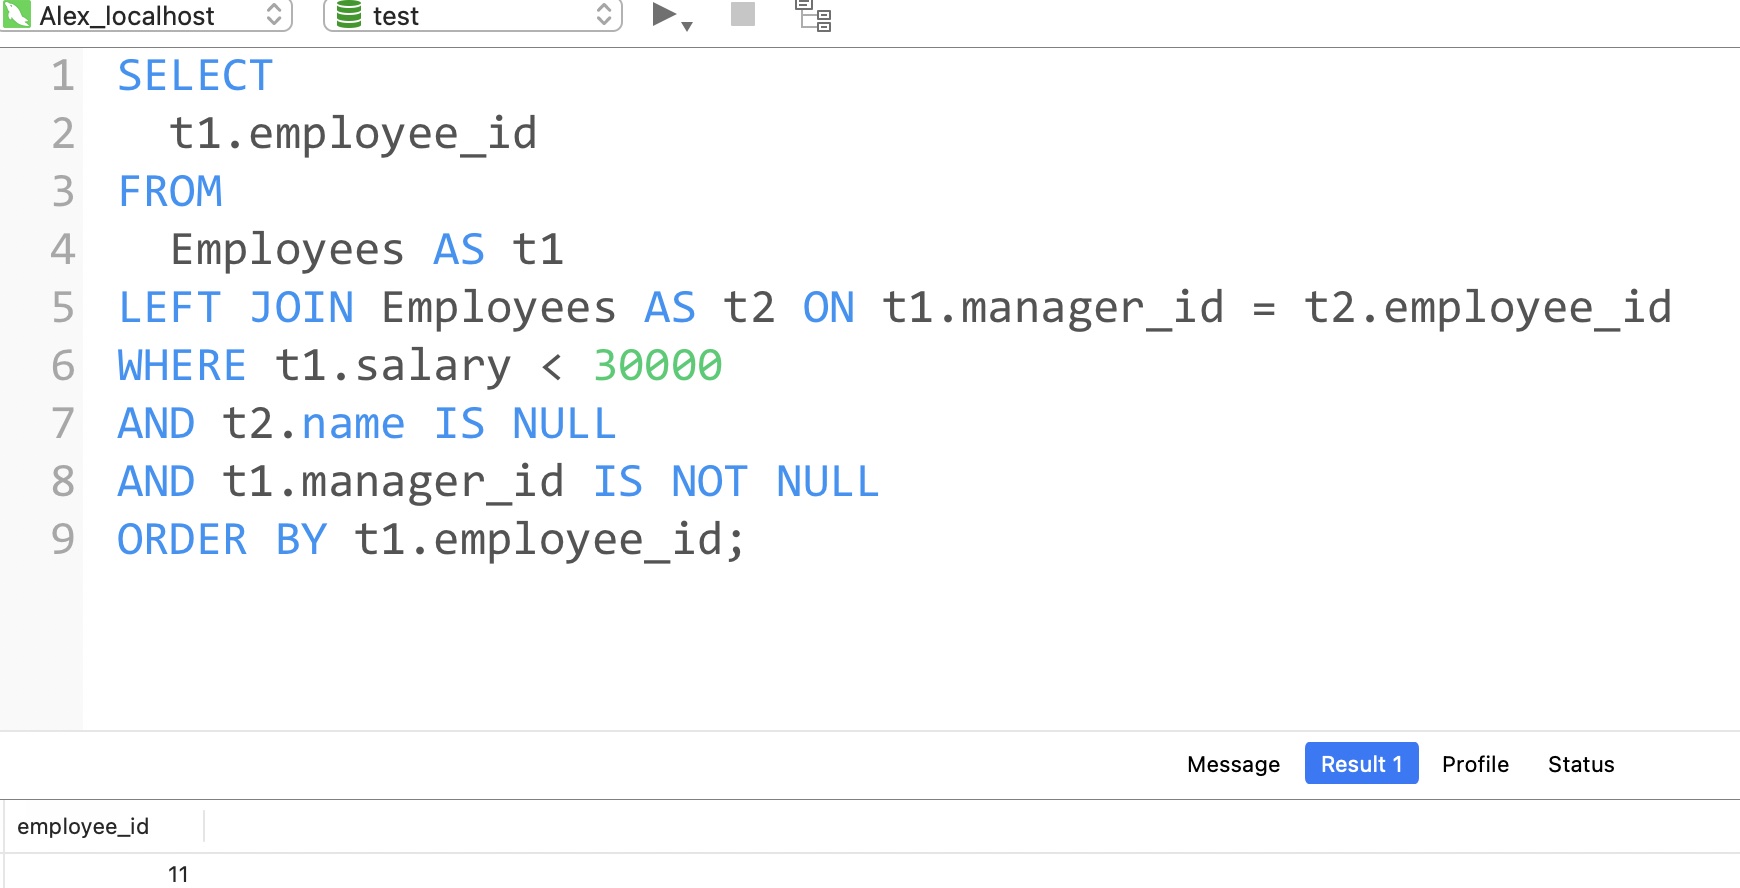 Alex_localhost test
1 SELECT
2 t1.employee_id
3 FROM
4 Employees AS t1
5 LEFT JOIN Employees AS t2 ON t1.manager_id = t2.employee_id
6 WHERE t1.salary < 30000
7 AND t2.name IS NULL
8 AND t1.manager_id IS NOT NULL
9 ORDER BY t1.employee_id;
Message Result 1 Profile Status
employee_id
11